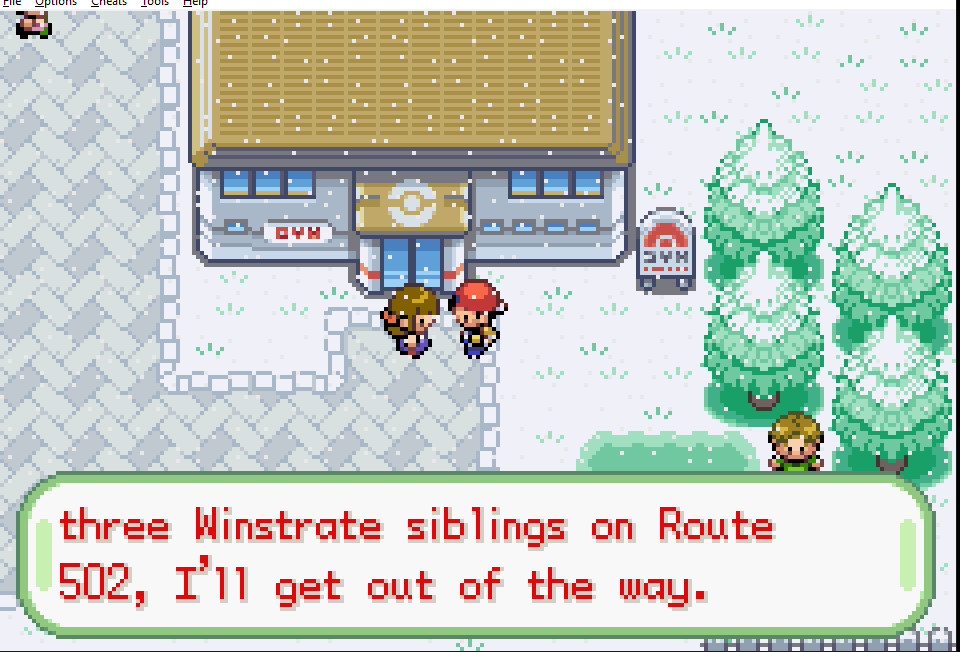 File Options Cheats Tools Help
GYM
GYM
three Winstrate siblings on Route
502, I'll get out of the way.